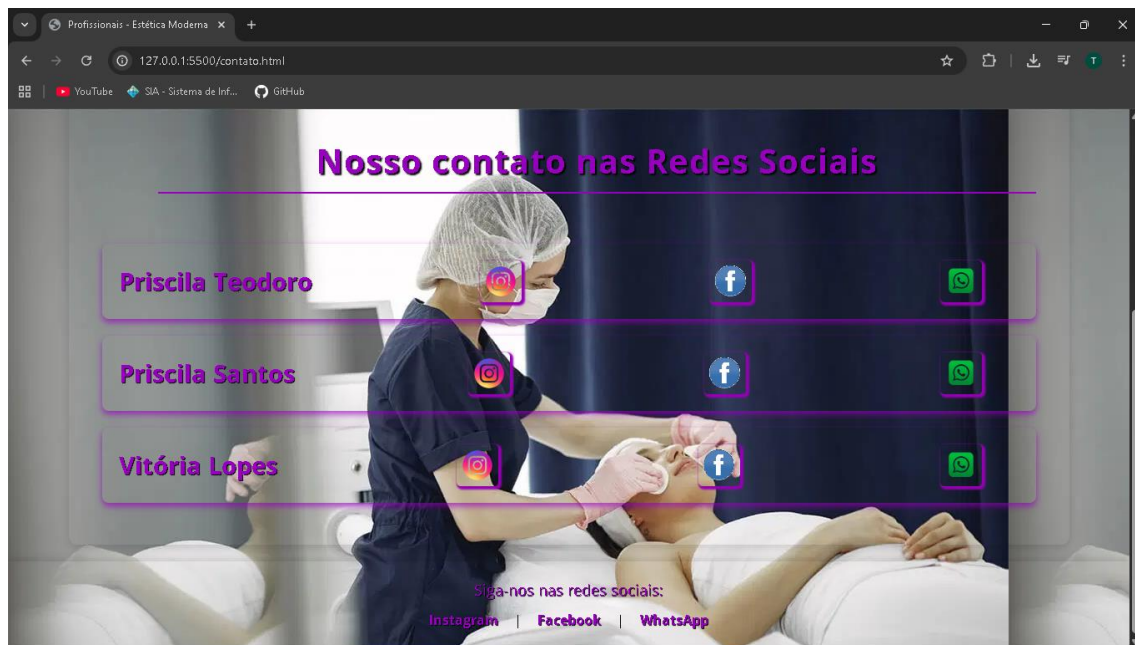 Profissionais - Estética Moderna
127.0.0.1:5500/contato.html
YouTube SIA - Sistema de Inf... GitHub
T
Nosso contato nas Redes Sociais
Priscila Teodoro
Priscila Santos
Vitória Lopes
Siga-nos nas redes sociais:
Instagram | Facebook | WhatsApp